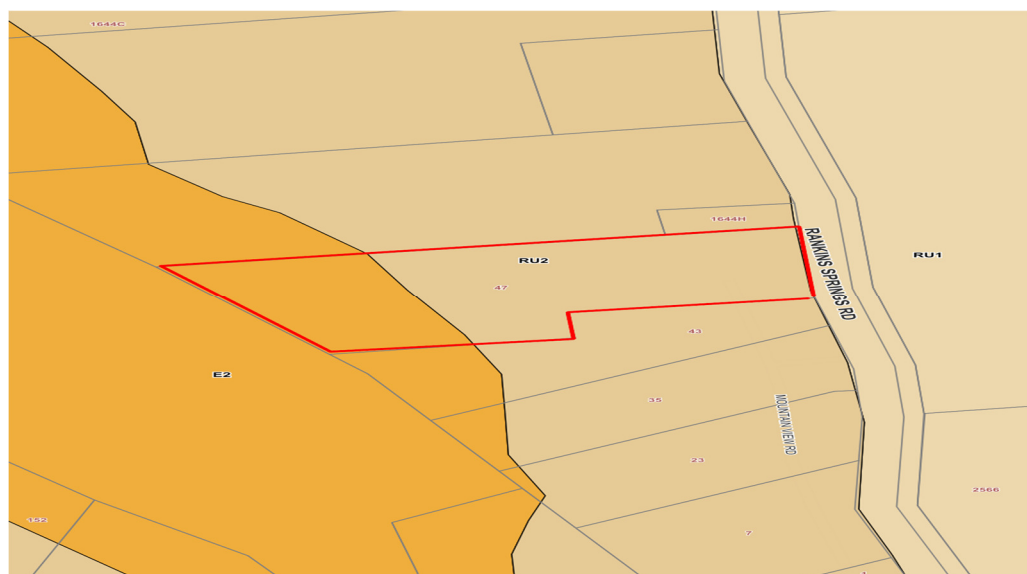 1644C
1644H
RANKINS SPRINGS RD
RU1
RU2
47
43
E2
35
MOUNTAIN VIEW RD
23
2566
152
7